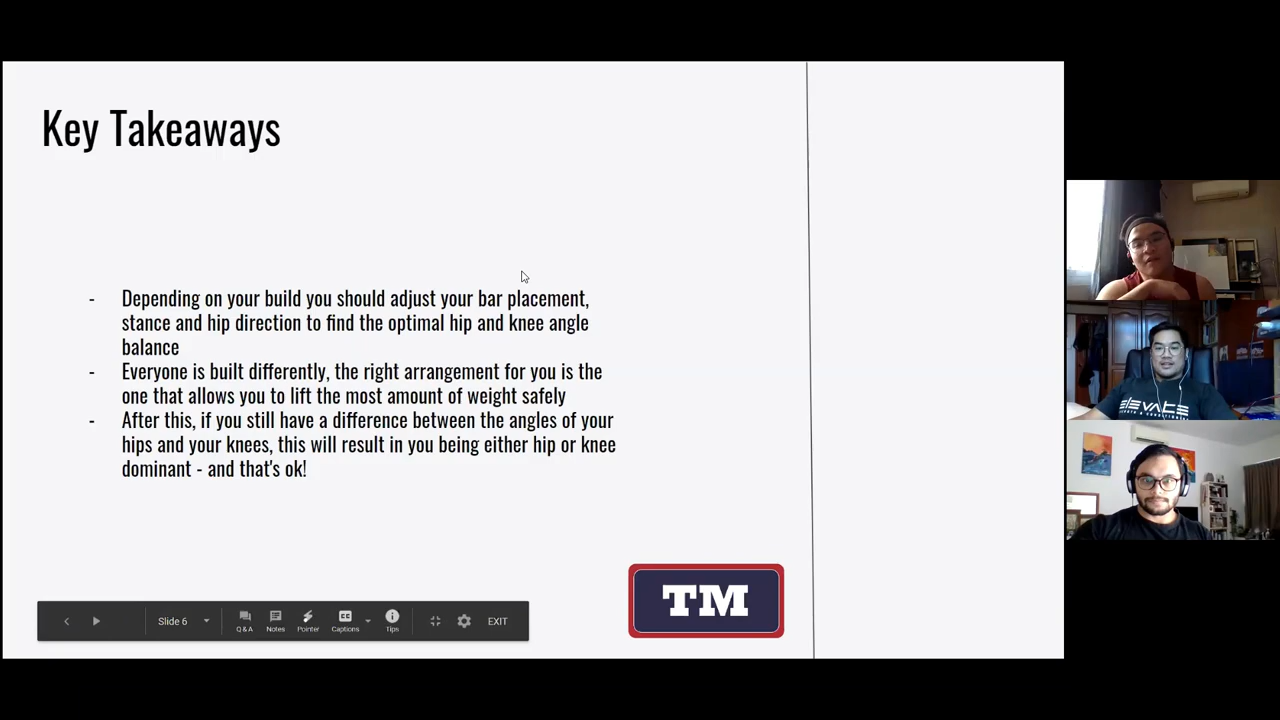 Key Takeaways
- Depending on your build you should adjust your bar placement,
stance and hip direction to find the optimal hip and knee angle
balance
- Everyone is built differently, the right arrangement for you is the
one that allows you to lift the most amount of weight safely
- After this, if you still have a difference between the angles of your
hips and your knees, this will result in you being either hip or knee
dominant - and that's ok!
TM
Slide 6
Q & A
Notes
Pointer
CC
Captions
Tips
EXIT
ELEVATE